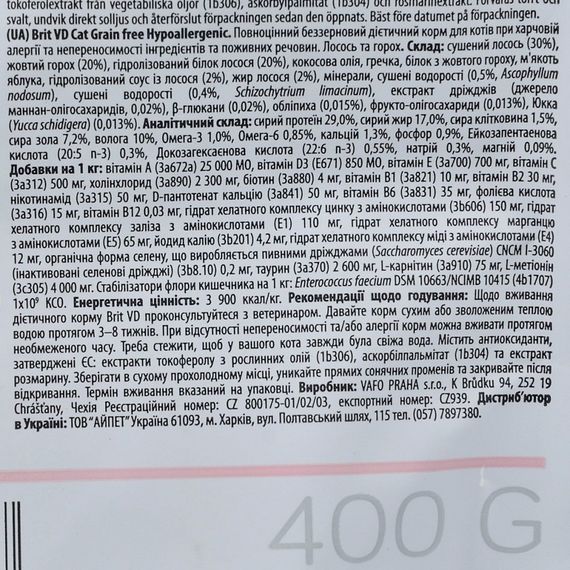 tokoferolextrakt från vegetabiliska oljor (1b306), askorbylpalmitat (1b304) och rosmarinextrakt. Förvara torrt och
svalt, undvik direkt solljus och återförslut förpackningen sedan den öppnats. Bäst före datumet på förpackningen.
(UA) Brit VD Cat Grain free Hypoallergenic. Повноцінний беззерновий дієтичний корм для котів при харчовій
алергії та непереносимості інгредієнтів та поживних речовин. Лосось та горох. Склад: сушений лосось (30%),
жовтий горох (20%), гідролізований білок лосося (20%), кокосова олія, гречка, білок з жовтого гороху, м'якоть
яблука, гідролізований соус із лосося (2%), жир лосося (2%), мінерали, сушені водорості (0,5%, Ascophyllum
nodosum), сушені водорості (0,4%, Schizochytrium limacinum), екстракт дріжджів (джерело
маннан-олігосахаридів, 0,02%), β-глюкани (0,02%), обліпиха (0,015%), фрукто-олігосахариди (0,013%), Юкка
(Yucca schidigera) (0,013%). Аналітичний склад: сирий протеїн 29,0%, сирий жир 17,0%, сира клітковина 1,5%,
сира зола 7,2%, волога 10%, Омега-3 1,0%, Омега-6 0,85%, кальцій 1,3%, фосфор 0,9%, Ейкозапентаєнова
кислота (20:5 n-3), 0,3%, Докозагексаєнова кислота (22:6 n-3) 0,55%, натрій 0,3%, магній 0,09%.
Добавки на 1 кг: вітамін A (3a672a) 25 000 МО, вітамін D3 (E671) 850 МО, вітамін E (3a700) 700 мг, вітамін C
(3a312) 500 мг, холінхлорид (3a890) 2 300 мг, біотин (3a880) 4 мг, вітамін B1 (3a821) 10 мг, вітамін B2 30 мг,
нікотинамід (3a315) 50 мг, D-пантотенат кальцію (3a841) 50 мг, вітамін B6 (3a831) 35 мг, фолієва кислота
(3a316) 15 мг, вітамін B12 0,03 мг, гідрат хелатного комплексу цинку з амінокислотами (3b606) 150 мг, гідрат
хелатного комплексу заліза з амінокислотами (E1) 110 мг, гідрат хелатного комплексу марганцю
з амінокислотами (E5) 65 мг, йодид калію (3b201) 4,2 мг, гідрат хелатного комплексу міді з амінокислотами (E4)
12 мг, органічна форма селену, що виробляється пивними дріжджами (Saccharomyces cerevisiae) CNCM I-3060
(інактивовані селенові дріжджі) (3b8.10) 0,2 мг, таурин (3a370) 2 600 мг, L-карнітин (3a910) 75 мг, L-метіонін
(3c305) 4 000 мг. Стабілізатори флори кишечника на 1 кг: Enterococcus faecium DSM 10663/NCIMB 10415 (4b1707)
1x10⁹ КСО. Енергетична цінність: 3 900 ккал/кг. Рекомендації щодо годування: Щодо вживання
дієтичного корму Brit VD проконсультуйтеся з ветеринаром. Давайте корм сухим або зволоженим теплою
водою протягом 3–8 тижнів. При відсутності непереносимості та/або алергії корм можна вживати протягом
необмеженого часу. Треба стежити, щоб у вашого кота завжди була свіжа вода. Містить антиоксиданти,
затверджені ЄС: екстракти токоферолу з рослинних олій (1b306), аскорбілпальмітат (1b304) та екстракт
розмарину. Зберігати в сухому прохолодному місці, уникайте прямих сонячних променів та закривайте після
відкривання. Термін вживання вказаний на упаковці. Виробник: VAFO PRAHA s.r.o., K Brůdku 94, 252 19
Chrášťany, Чехія Реєстраційний номер: CZ 800175-01/02/03, експортний номер: CZ939. Дистриб'ютор
в Україні: ТОВ "АЙПЕТ"Україна 61093, м. Харків, вул. Полтавський шлях, 115 тел. (057) 7897380.
400 G